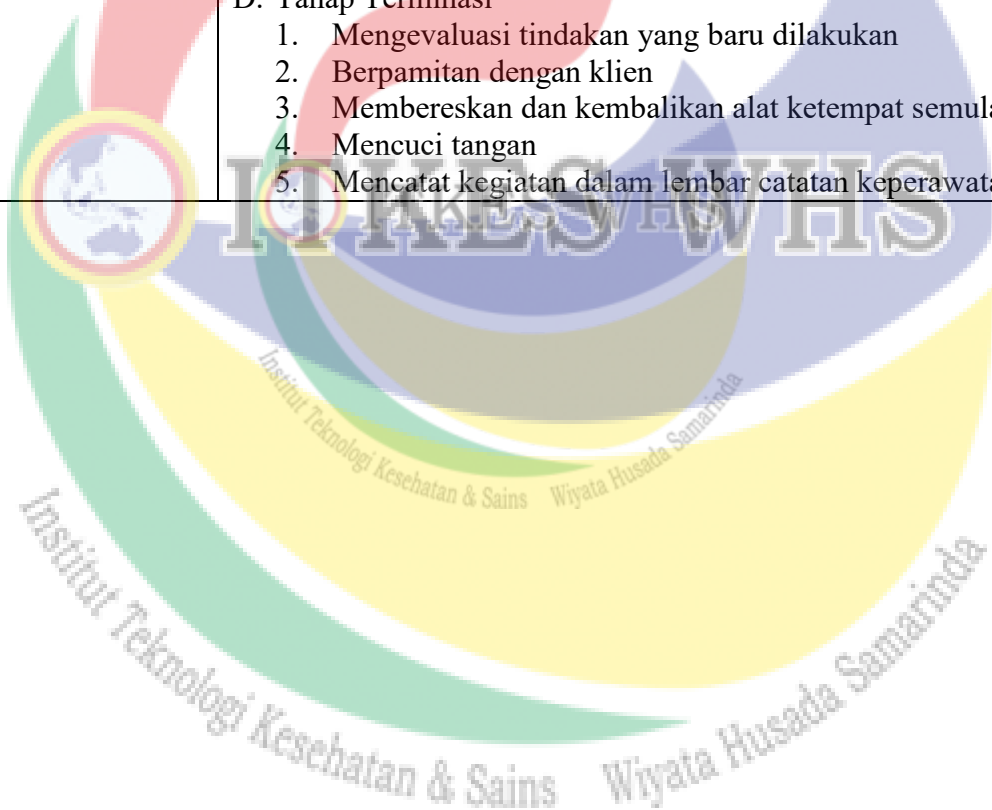 D. Tahap Terminasi
1. Mengevaluasi tindakan yang baru dilakukan
2. Berpamitan dengan klien
3. Membereskan dan kembalikan alat ketempat semula
4. Mencuci tangan
5. Mencatat kegiatan dalam lembar catatan keperawata
ITKES WHS
ITKES WHS
Institut Teknologi Kesehatan & Sains Wiyata Husada Samarinda
Institut Teknologi Kesehatan & Sains Wiyata Husada Samarinda